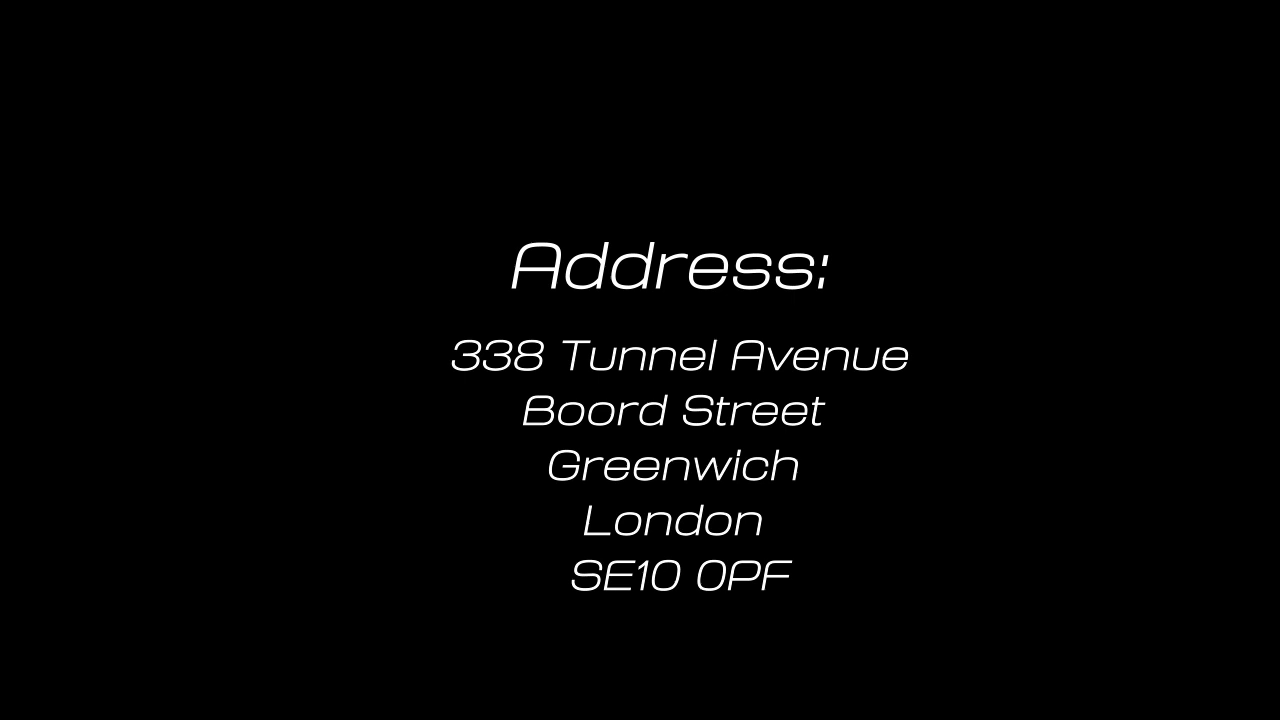 Address:
338 Tunnel Avenue
Boord Street
Greenwich
London
SE10 0PF